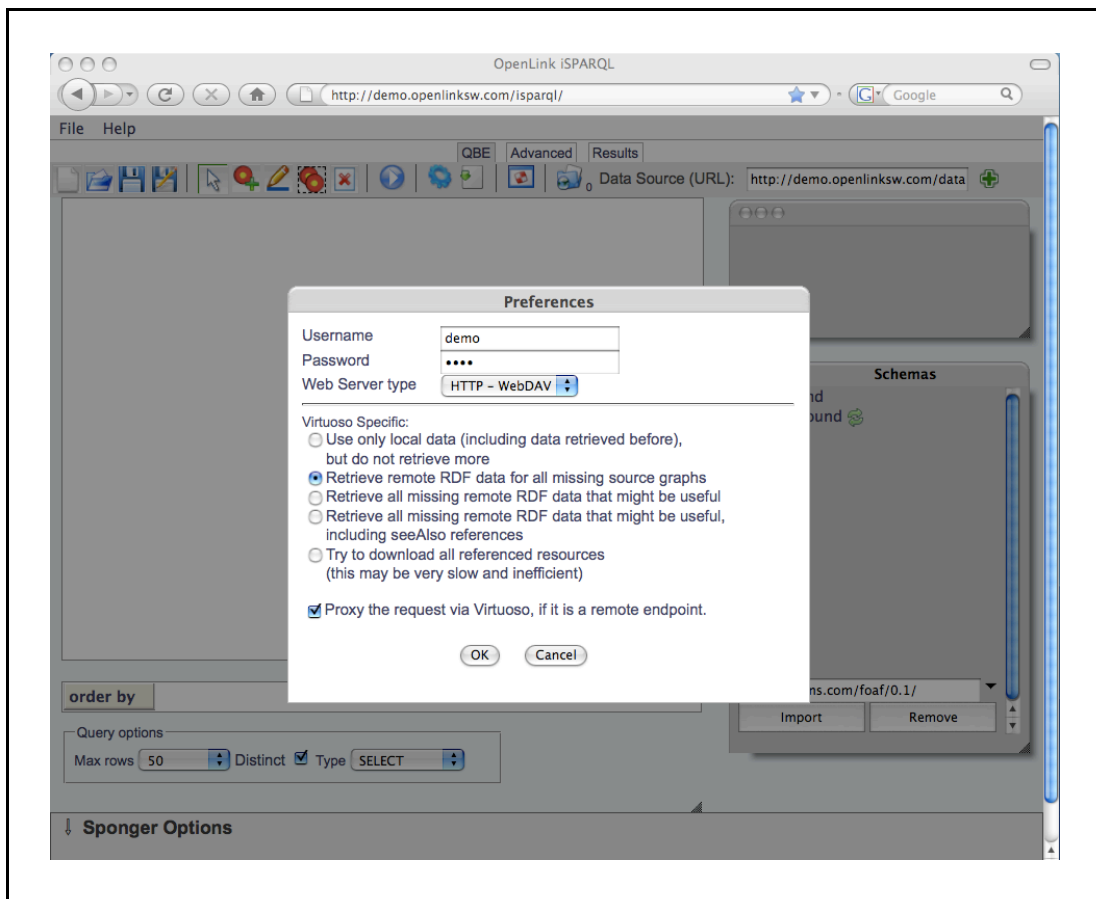 OpenLink iSPARQL
http://demo.openlinksw.com/isparql/
G Google
File Help
QBE Advanced Results
0 Data Source (URL): http://demo.openlinksw.com/data
Preferences
Username demo
Password ••••
Web Server type HTTP – WebDAV
Schemas
nd
ound
Virtuoso Specific:
Use only local data (including data retrieved before),
but do not retrieve more
Retrieve remote RDF data for all missing source graphs
Retrieve all missing remote RDF data that might be useful
Retrieve all missing remote RDF data that might be useful,
including seeAlso references
Try to download all referenced resources
(this may be very slow and inefficient)
Proxy the request via Virtuoso, if it is a remote endpoint.
OK Cancel
order by
ns.com/foaf/0.1/
Import Remove
Query options
Max rows 50 Distinct Type SELECT
Sponger Options